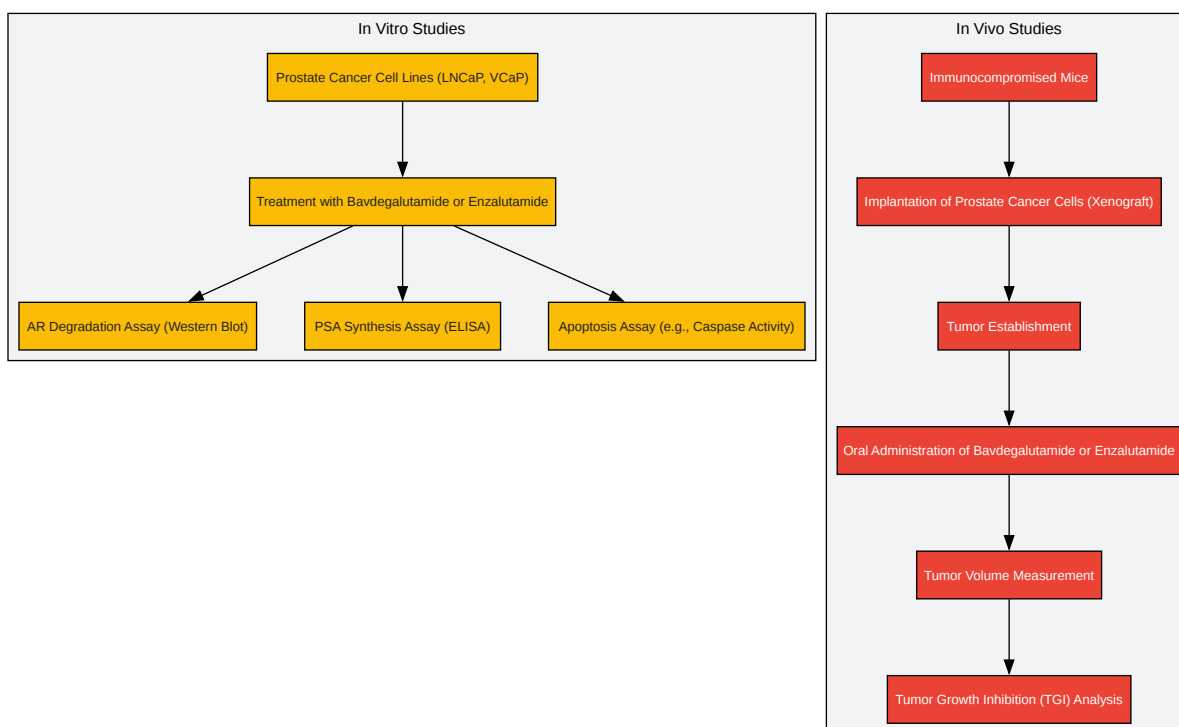 In Vitro Studies
Prostate Cancer Cell Lines (LNCaP, VCaP)
Treatment with Bavdegalutamide or Enzalutamide
AR Degradation Assay (Western Blot)
PSA Synthesis Assay (ELISA)
Apoptosis Assay (e.g., Caspase Activity)
In Vivo Studies
Immunocompromised Mice
Implantation of Prostate Cancer Cells (Xenograft)
Tumor Establishment
Oral Administration of Bavdegalutamide or Enzalutamide
Tumor Volume Measurement
Tumor Growth Inhibition (TGI) Analysis